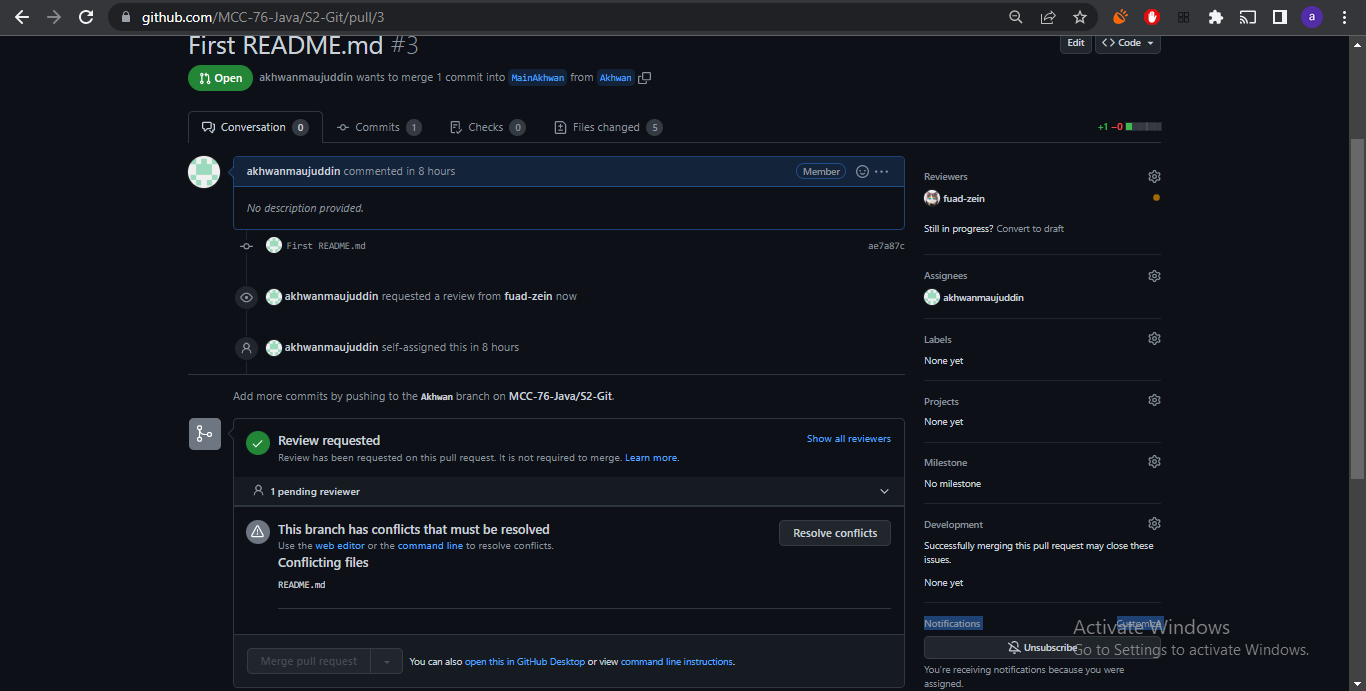 github.com/MCC-76-Java/S2-Git/pull/3
a
First README.md #3
Edit
<> Code
Open
akhwanmaujuddin wants to merge 1 commit into MainAkhwan from Akhwan
Conversation 0
Commits 1
Checks 0
Files changed 5
+1 −0
akhwanmaujuddin commented in 8 hours
Member
No description provided.
First README.md
ae7a87c
akhwanmaujuddin requested a review from fuad-zein now
akhwanmaujuddin self-assigned this in 8 hours
Add more commits by pushing to the Akhwan branch on MCC-76-Java/S2-Git.
Review requested
Show all reviewers
Review has been requested on this pull request. It is not required to merge. Learn more.
1 pending reviewer
This branch has conflicts that must be resolved
Use the web editor or the command line to resolve conflicts.
Resolve conflicts
Conflicting files
README.md
Merge pull request
You can also open this in GitHub Desktop or view command line instructions.
Reviewers
fuad-zein
Still in progress? Convert to draft
Assignees
akhwanmaujuddin
Labels
None yet
Projects
None yet
Milestone
No milestone
Development
Successfully merging this pull request may close these
issues.
None yet
Notifications
Customize
Unsubscribe
You're receiving notifications because you were
assigned.
Activate Windows
Go to Settings to activate Windows.